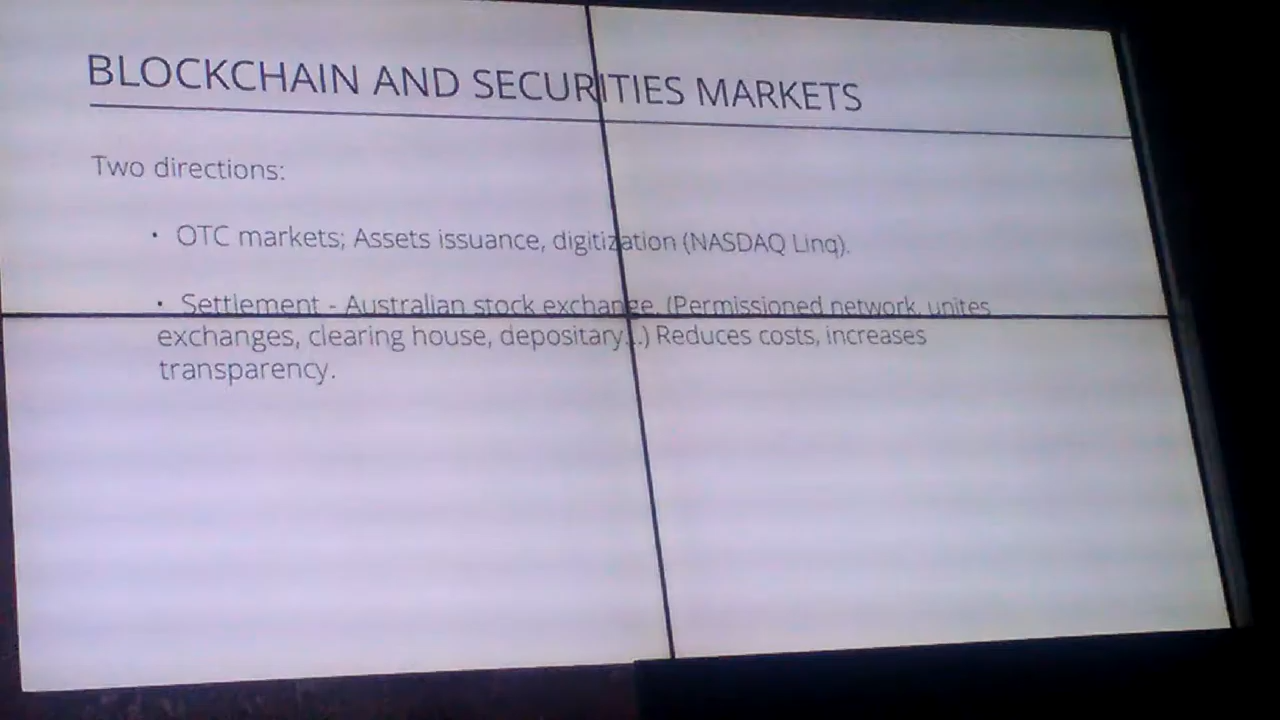 BLOCKCHAIN AND SECURITIES MARKETS
Two directions:
• OTC markets; Assets issuance, digitization (NASDAQ Linq).
• Settlement - Australian stock exchange. (Permissioned network, unites
exchanges, clearing house, depositary...) Reduces costs, increases
transparency.